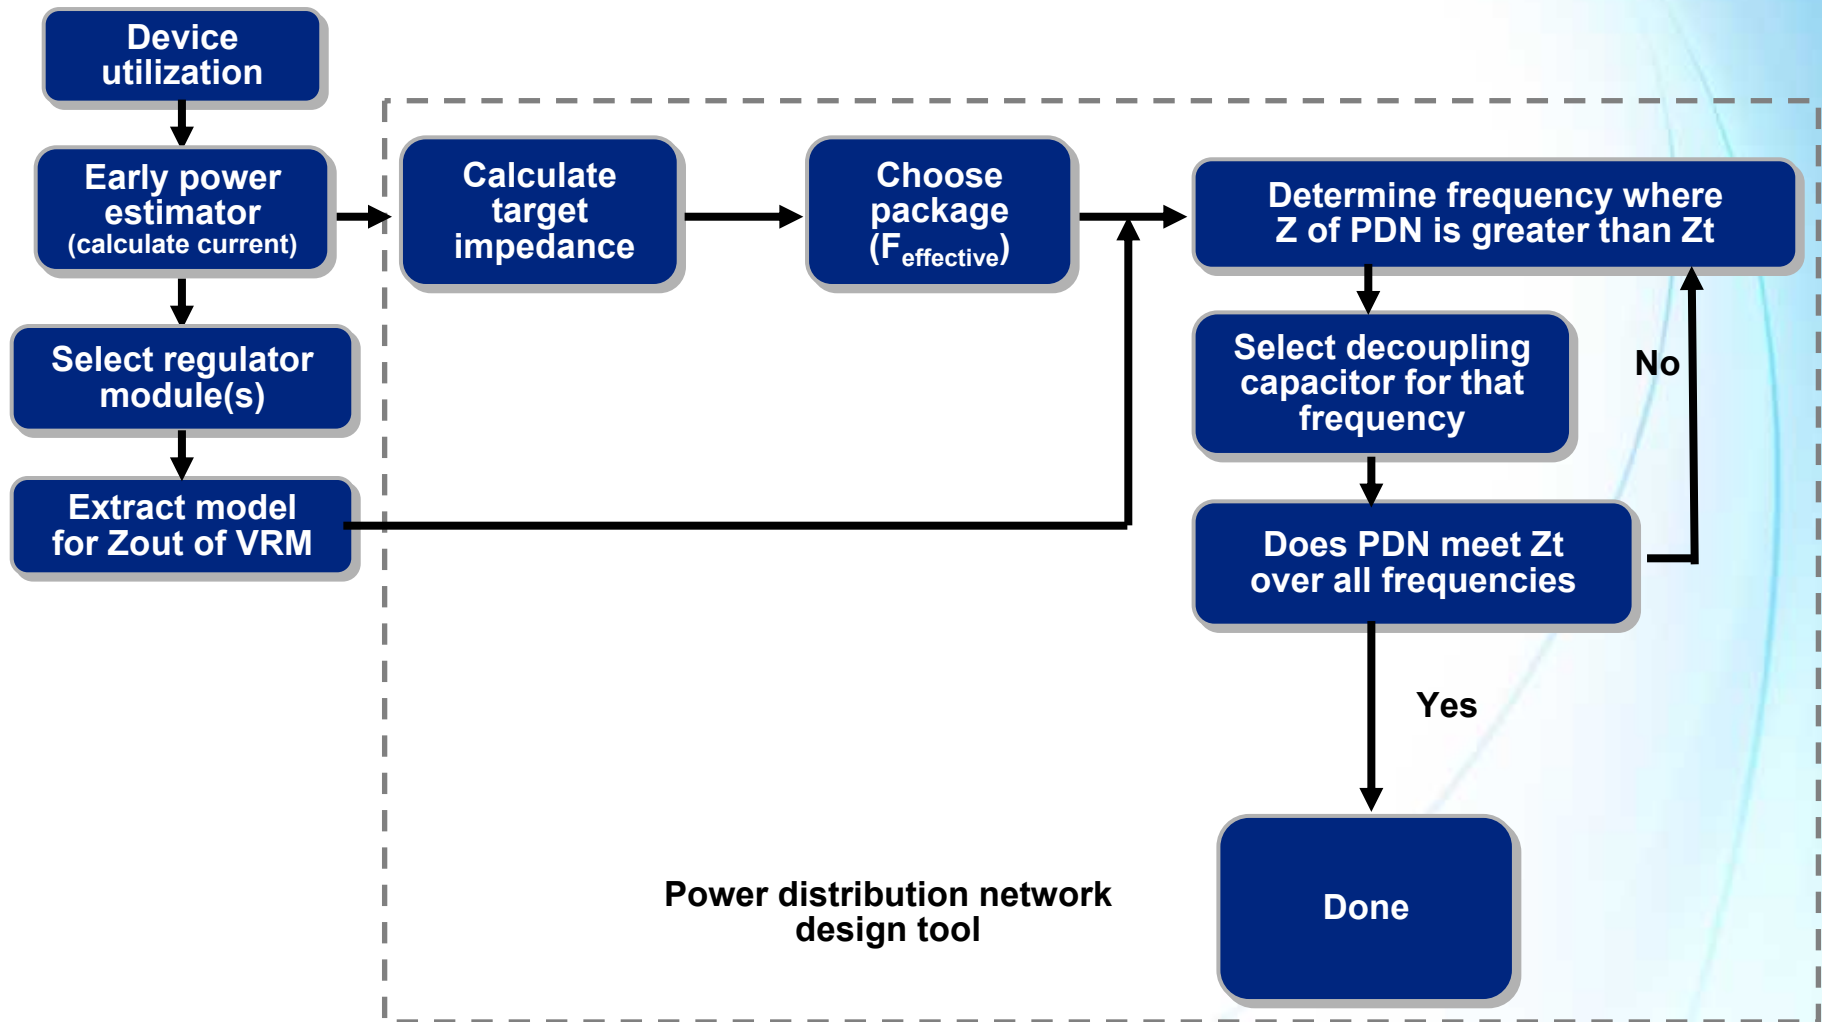 Device
utilization
Early power
estimator
(calculate current)
Select regulator
module(s)
Extract model
for Zout of VRM
Calculate
target
impedance
Choose
package
(Feffective)
Determine frequency where
Z of PDN is greater than Zt
Select decoupling
capacitor for that
frequency
No
Does PDN meet Zt
over all frequencies
Yes
Done
Power distribution network
design tool